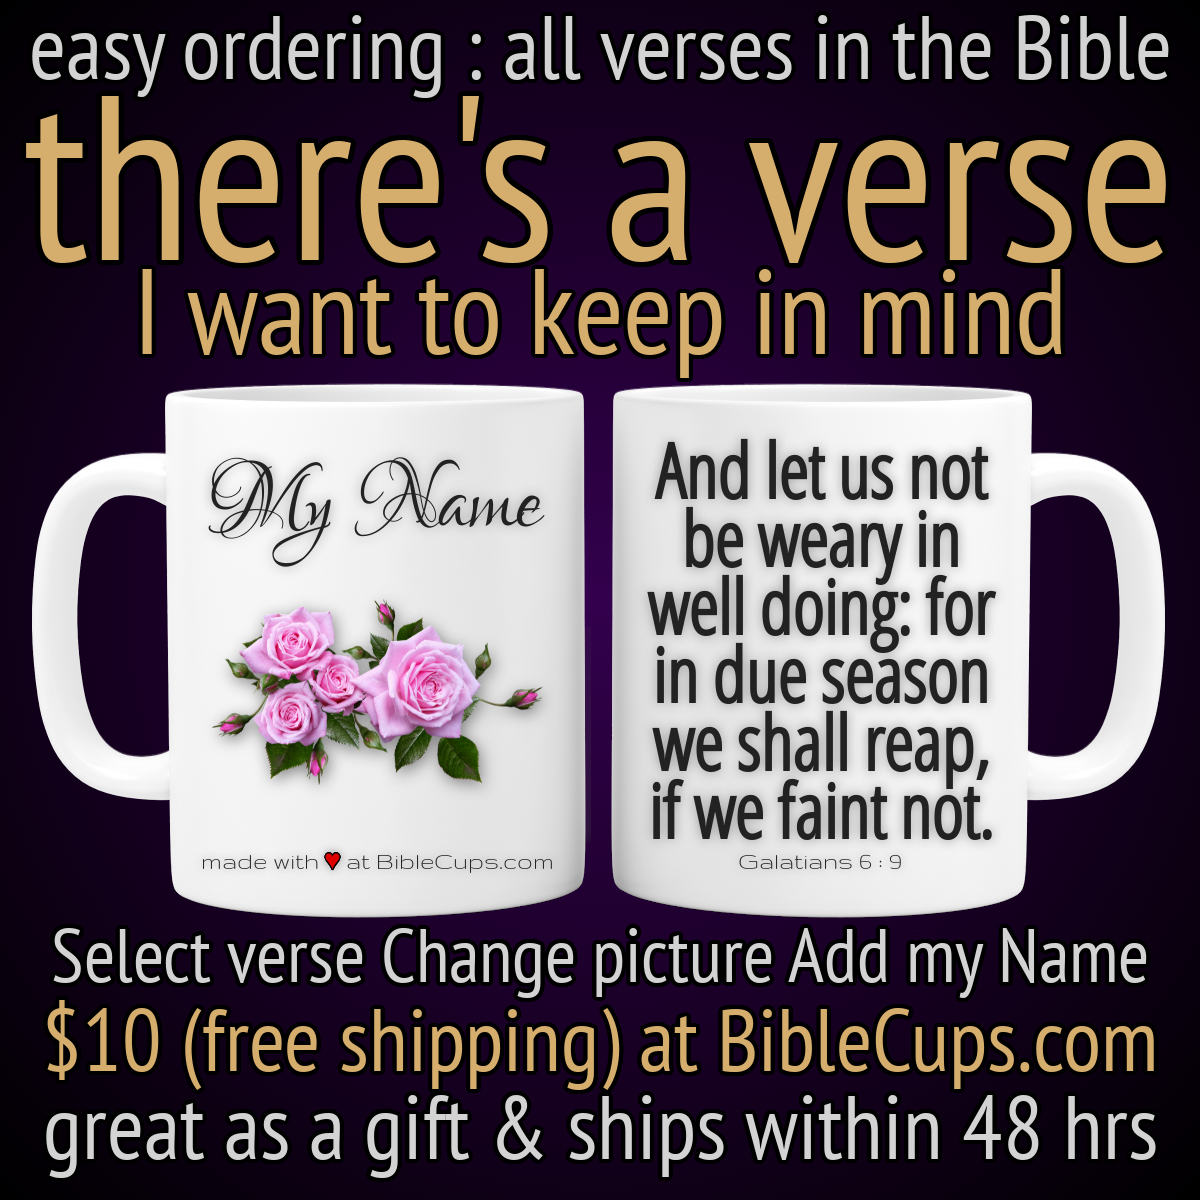 easy ordering : all verses in the Bible
there's a verse
I want to keep in mind
My Name
made with ♥ at BibleCups.com
And let us not
be weary in
well doing: for
in due season
we shall reap,
if we faint not.
Galatians 6 : 9
Select verse Change picture Add my Name
$10 (free shipping) at BibleCups.com
great as a gift & ships within 48 hrs